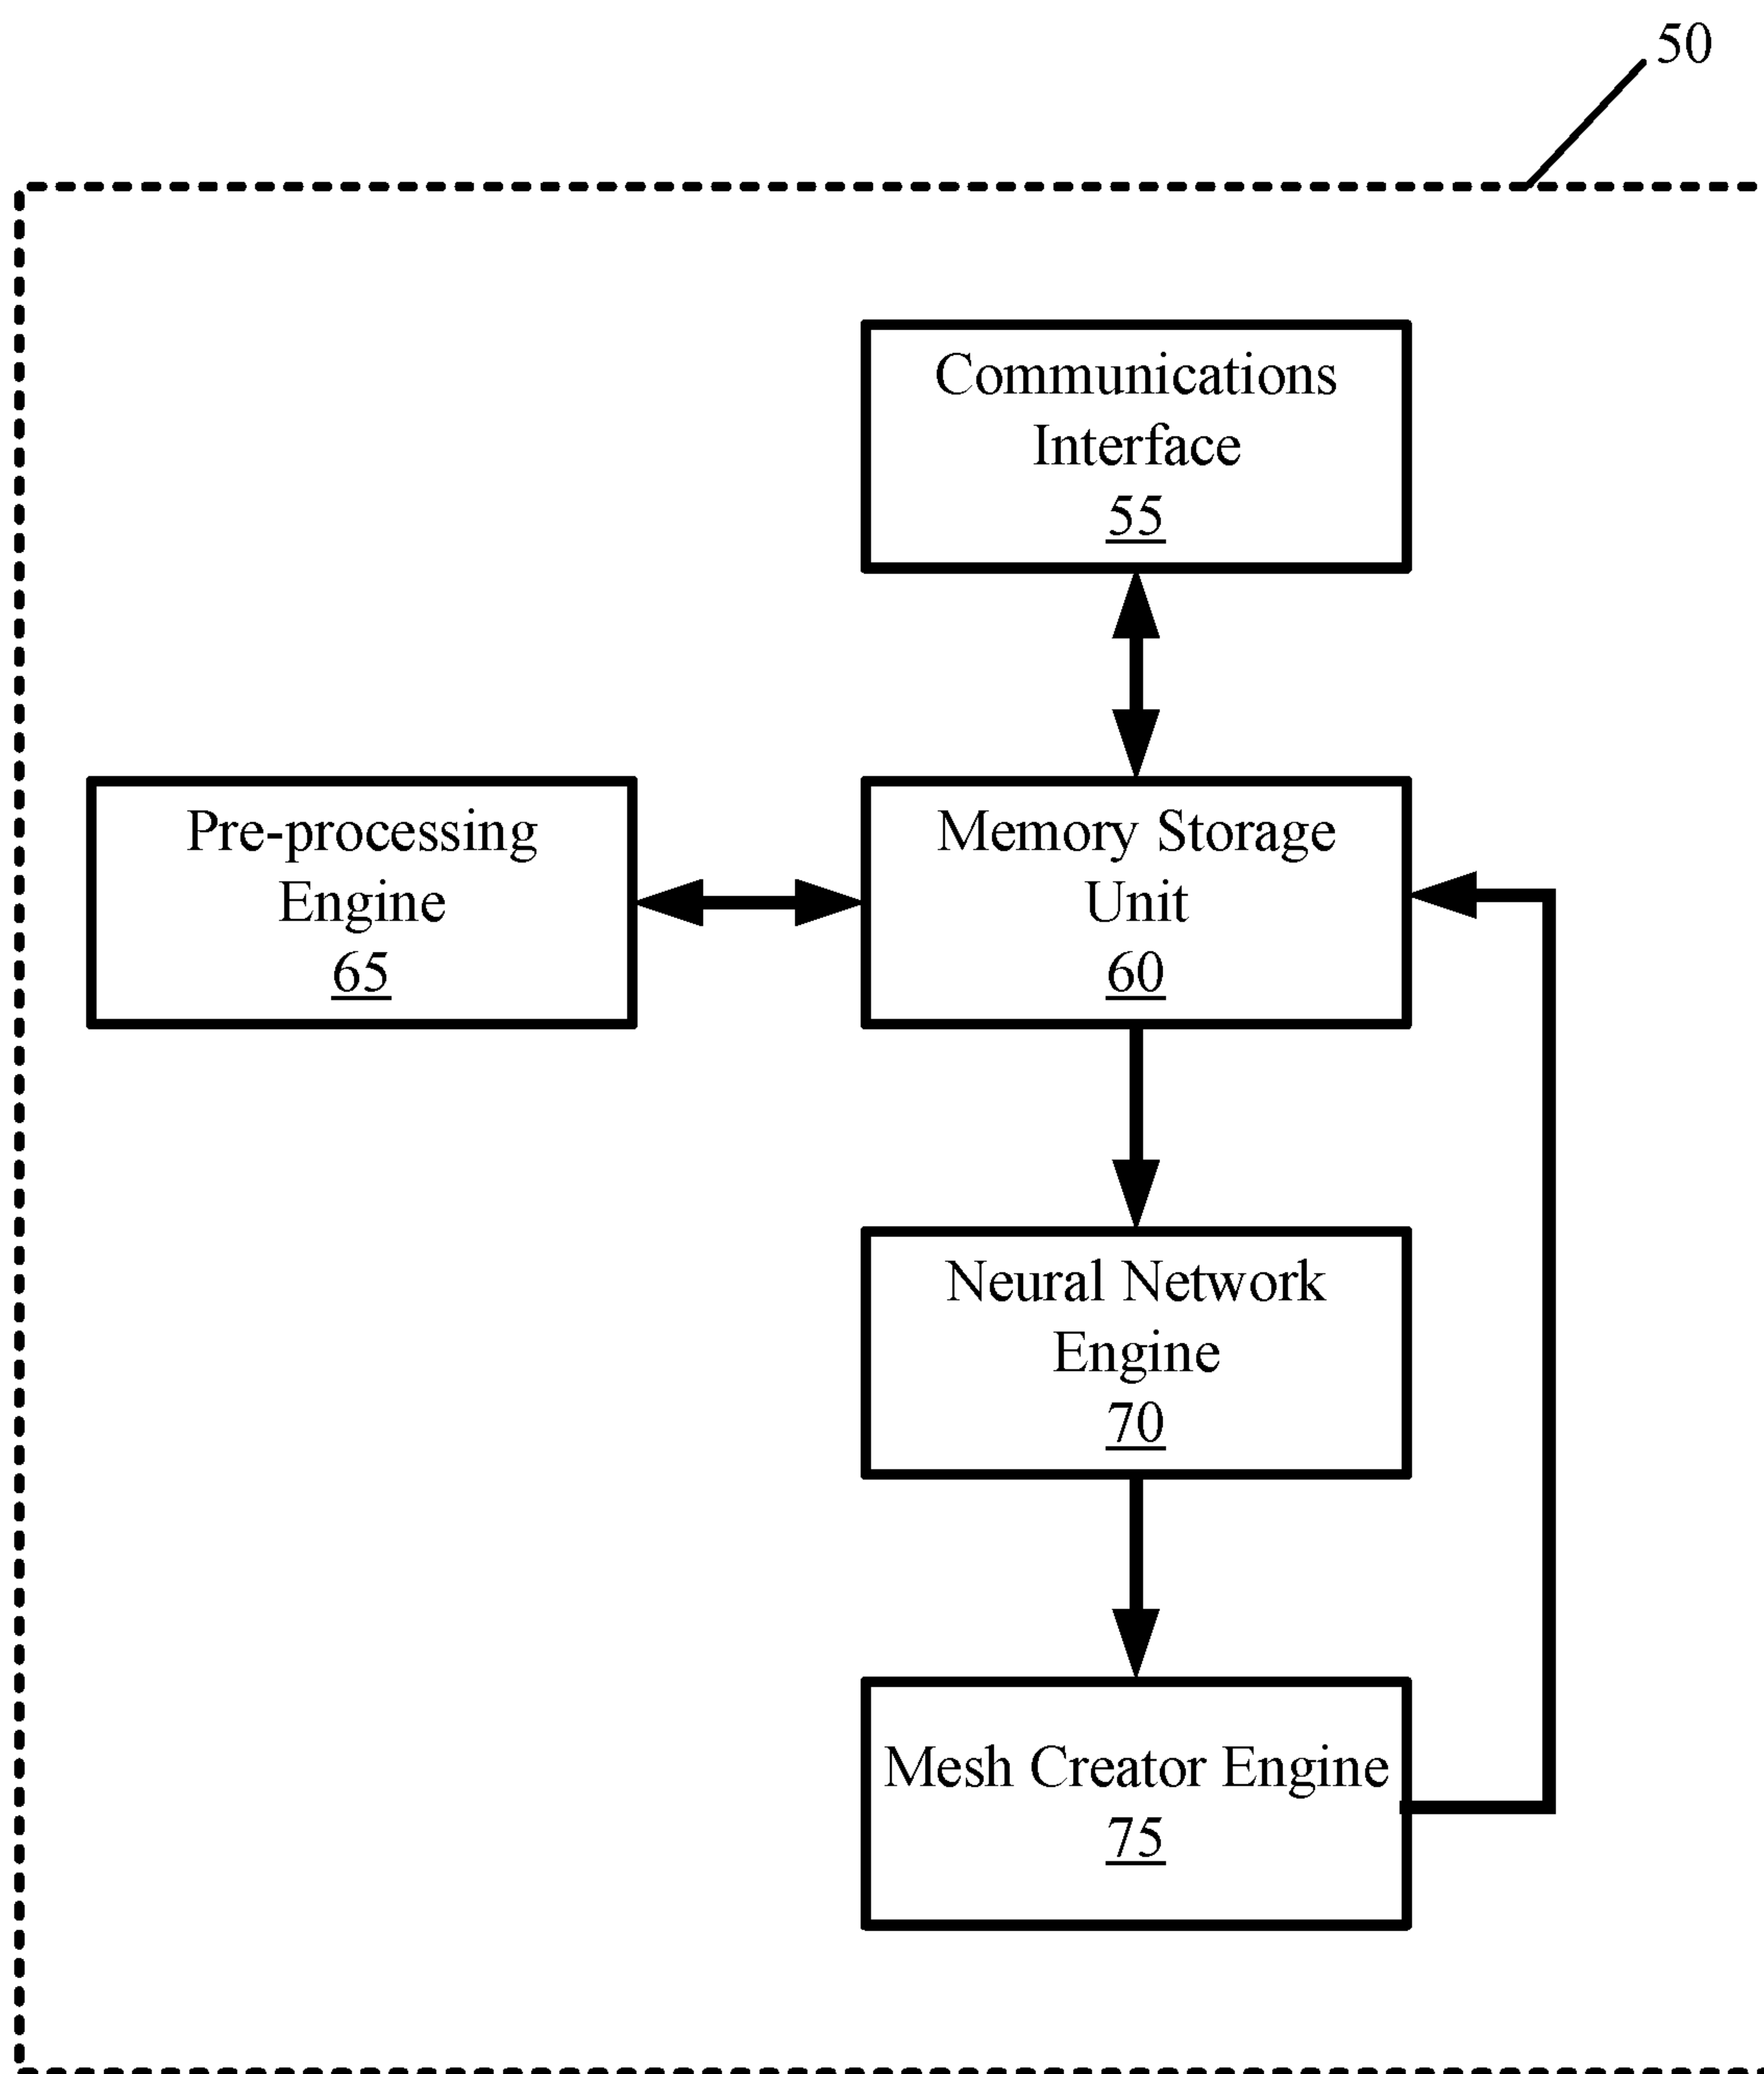 50
Communications
Interface
55
Pre-processing
Engine
65
Memory Storage
Unit
60
Neural Network
Engine
70
Mesh Creator Engine
75